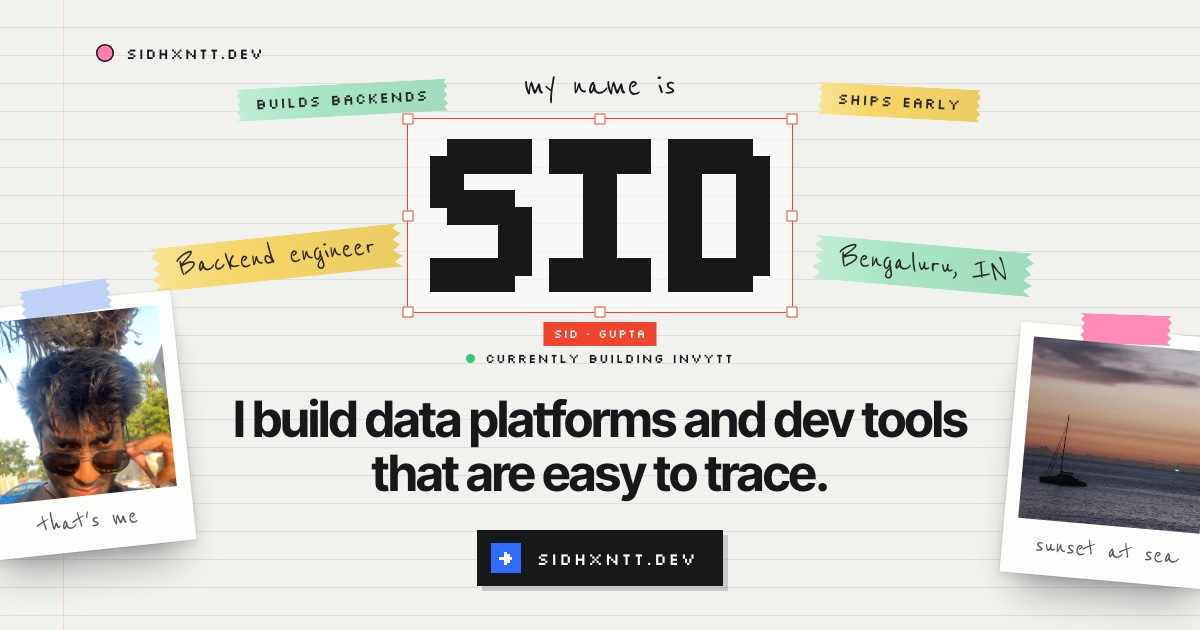 SIDHXNTT.DEV
my name is
BUILDS BACKENDS
SHIPS EARLY
SID
Backend engineer
Bengaluru, IN
SID · GUPTA
CURRENTLY BUILDING INVYTT
I build data platforms and dev tools
that are easy to trace.
that's me
sunset at sea
SIDHXNTT.DEV